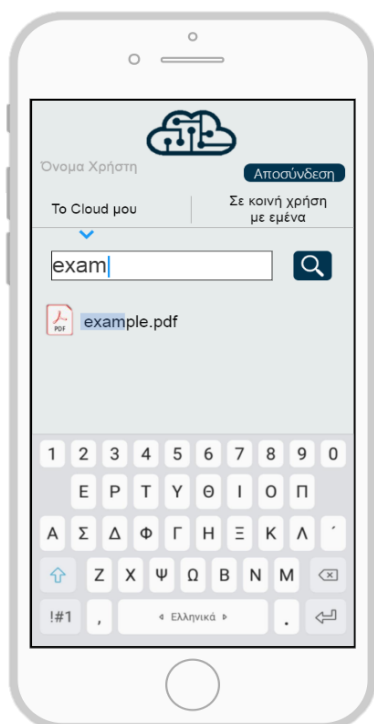 Όνομα Χρήστη
Αποσύνδεση
Το Cloud μου
Σε κοινή χρήση
με εμένα
exam
PDF
example.pdf
1 2 3 4 5 6 7 8 9 0
Ε Ρ Τ Υ Θ Ι Ο Π
Α Σ Δ Φ Γ Η Ξ Κ Λ ΄
Ζ Χ Ψ Ω Β Ν Μ
!#1 , Ελληνικά .